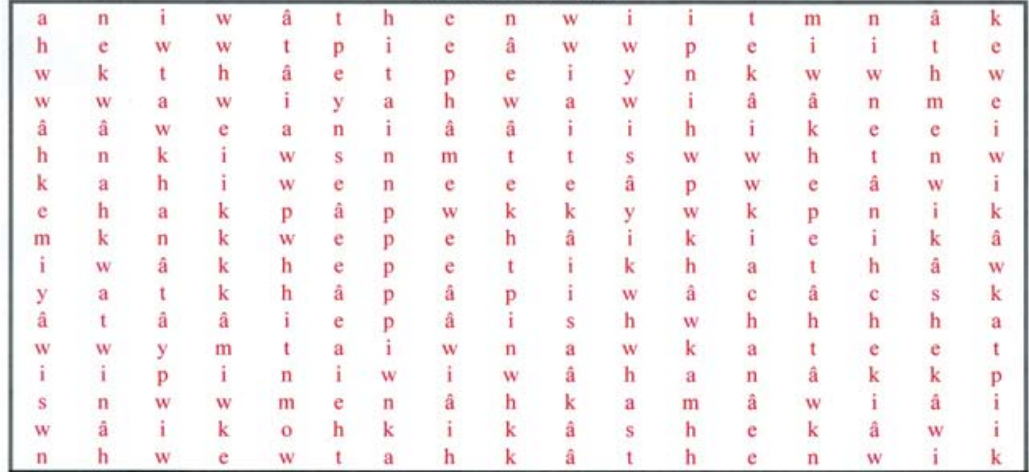 a n i w â t h e n w i i t m n â k
h e w w t p i e â w w p e i i t e
w k t h â e t p e i y n k w w h w
w w a w i y a h w a w i â â n m e
â â w e a n i â â i i h i k e e i
h n k i w s n m t t s w w h t n w
k a h i w e n e e e â p w e â w i
e h a k p â p w k k y w k p n i k
m k n k w e p e h â i k i e i k â
i w â k h e p e t i k h a t h â w
y a t k h â p â p i w â c â c s k
â t â â i e p â i s h w h h h h a
w w y m t a i w n a w k a t e e t
i i p i n i w i w â h a n â k k p
s n w w m e n â h k a m â w i â i
w â i k o h k i k â s h e k â w i
n h w e w t a h k â t h e n w i k